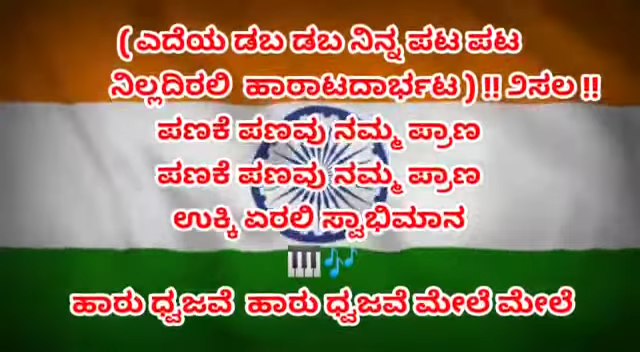 ( ಎದೆಯ ಡಬ ಡಬ ನಿನ್ನ ಪಟ ಪಟ
ನಿಲ್ಲದಿರಲಿ ಹಾರಾಟದಾರ್ಭಟ ) !! ೨ಸಲ !!
ಪಣಕೆ ಪಣವು ನಮ್ಮ ಪ್ರಾಣ
ಪಣಕೆ ಪಣವು ನಮ್ಮ ಪ್ರಾಣ
ಉಕ್ಕಿ ಏರಲಿ ಸ್ವಾಭಿಮಾನ
🎹🎶
ಹಾರು ಧ್ವಜವೆ ಹಾರು ಧ್ವಜವೆ ಮೇಲೆ ಮೇಲೆ